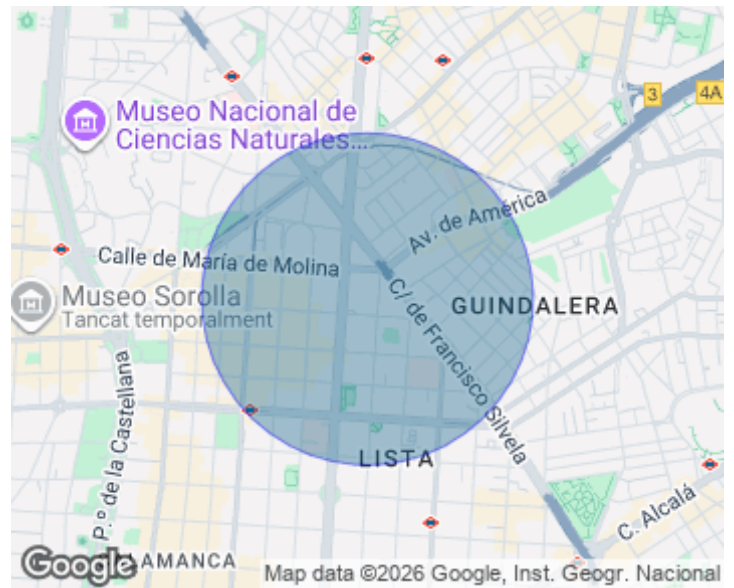 3
4A
Museo Nacional de
Ciencias Naturales...
Av. de América
Calle de María de Molina
Museo Sorolla
Tancat temporalment
GUINDALERA
C/ de Francisco Silvela
P.º de la Castellana
LISTA
C. Alcalá
Google
LAMANCA
Map data ©2026 Google, Inst. Geogr. Nacional